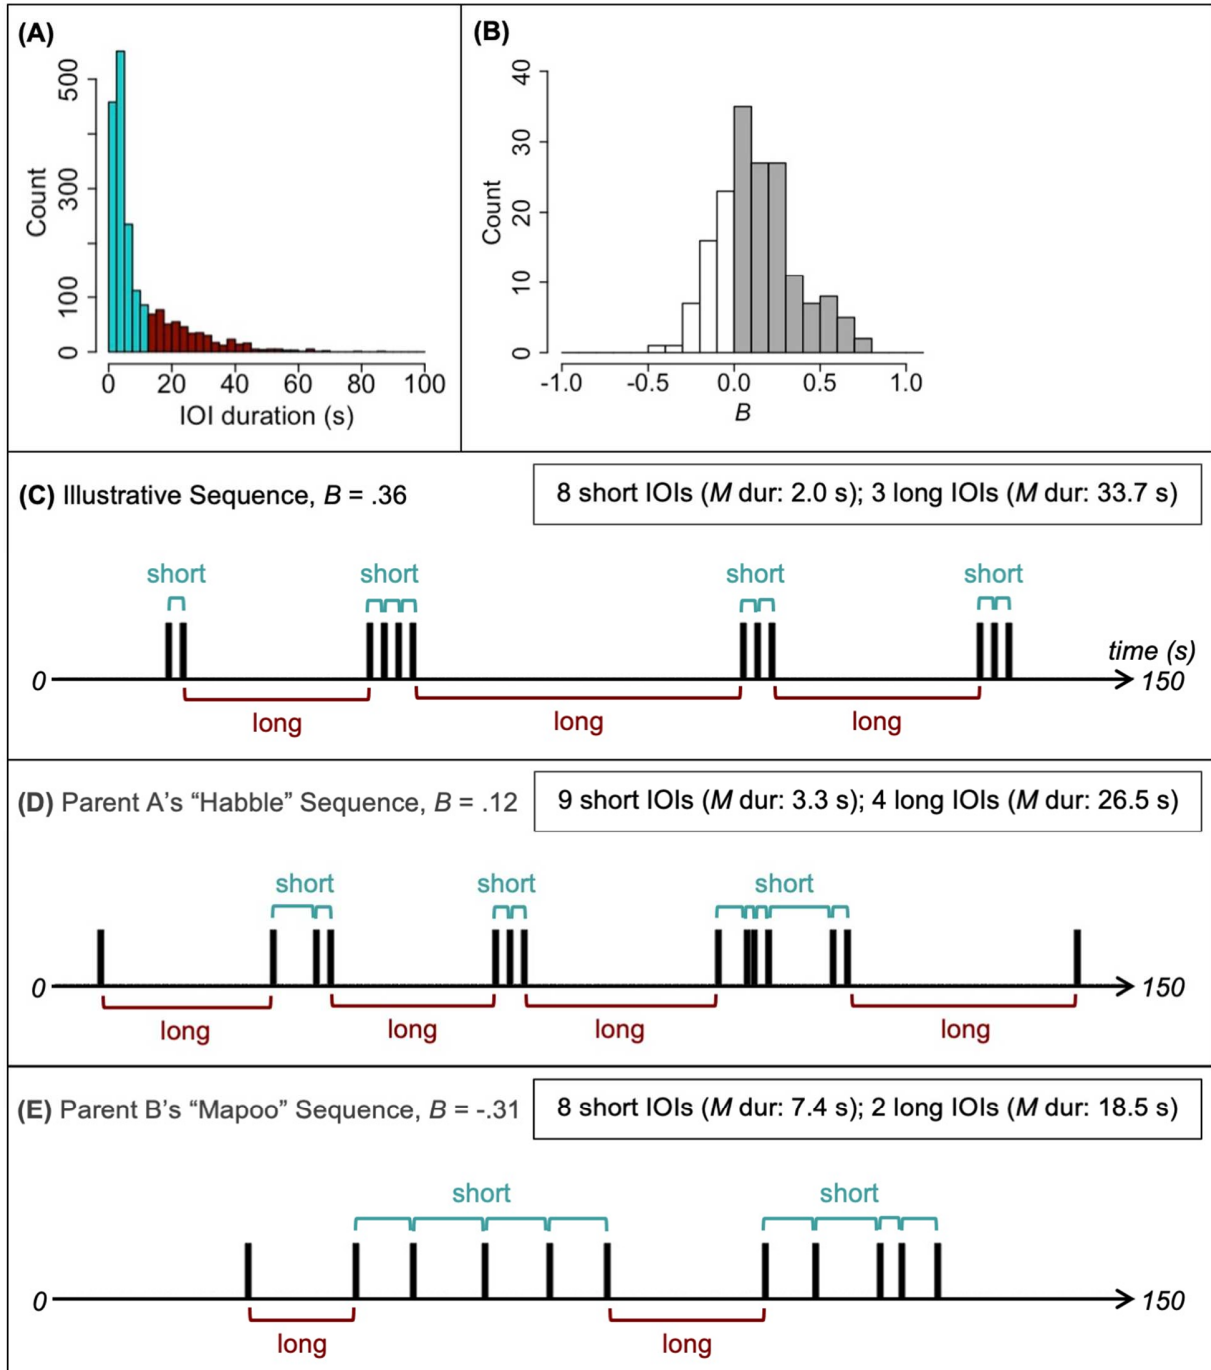 (A)
500
300
100
0
Count
0 20 40 60 80 100
IOI duration (s)
(B)
40
30
20
10
0
Count
-1.0 -0.5 0.0 0.5 1.0
B
(C) Illustrative Sequence, B = .36
8 short IOIs (M dur: 2.0 s); 3 long IOIs (M dur: 33.7 s)
short short short short
time (s)
0 150
long long long
(D) Parent A's “Habble” Sequence, B = .12
9 short IOIs (M dur: 3.3 s); 4 long IOIs (M dur: 26.5 s)
short short short
0 150
long long long long
(E) Parent B's “Mapoo” Sequence, B = -.31
8 short IOIs (M dur: 7.4 s); 2 long IOIs (M dur: 18.5 s)
short short
0 150
long long